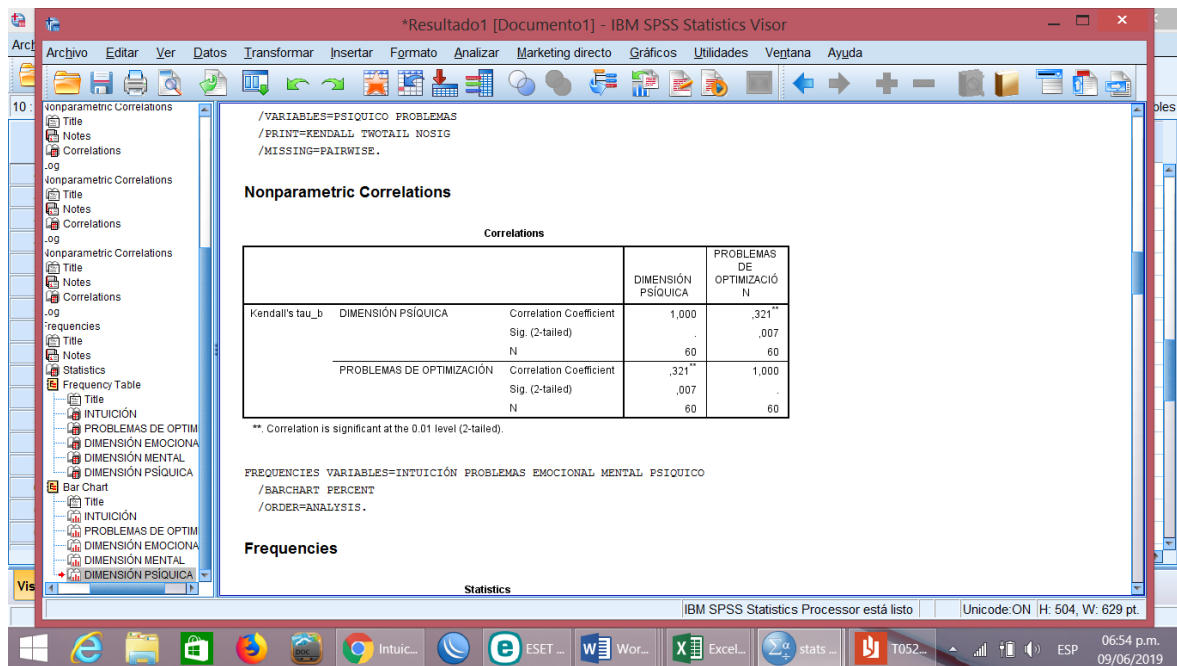 *Resultado1 [Documento1] - IBM SPSS Statistics Visor
Archivo Editar Ver Datos Transformar Insertar Formato Analizar Marketing directo Gráficos Utilidades Ventana Ayuda
10 :
Nonparametric Correlations
Title
Notes
Correlations
Log
Nonparametric Correlations
Title
Notes
Correlations
Log
Nonparametric Correlations
Title
Notes
Correlations
Log
Frequencies
Title
Notes
Statistics
Frequency Table
Title
INTUICIÓN
PROBLEMAS DE OPTIM
DIMENSIÓN EMOCIONA
DIMENSIÓN MENTAL
DIMENSIÓN PSÍQUICA
Bar Chart
Title
INTUICIÓN
PROBLEMAS DE OPTIM
DIMENSIÓN EMOCIONA
DIMENSIÓN MENTAL
DIMENSIÓN PSÍQUICA
/VARIABLES=PSIQUICO PROBLEMAS
/PRINT=KENDALL TWOTAIL NOSIG
/MISSING=PAIRWISE.
Nonparametric Correlations
Correlations
DIMENSIÓN PSÍQUICA
PROBLEMAS DE OPTIMIZACIÓ N
Kendall's tau_b DIMENSIÓN PSÍQUICA Correlation Coefficient 1,000 ,321**
Sig. (2-tailed) . ,007
N 60 60
PROBLEMAS DE OPTIMIZACIÓN Correlation Coefficient ,321** 1,000
Sig. (2-tailed) ,007 .
N 60 60
**. Correlation is significant at the 0.01 level (2-tailed).
FREQUENCIES VARIABLES=INTUICIÓN PROBLEMAS EMOCIONAL MENTAL PSIQUICO
/BARCHART PERCENT
/ORDER=ANALYSIS.
Frequencies
Statistics
IBM SPSS Statistics Processor está listo Unicode:ON H: 504, W: 629 pt.
Intuic... ESET ... Wor... Excel... stats ... T052... ESP
06:54 p.m.
09/06/2019